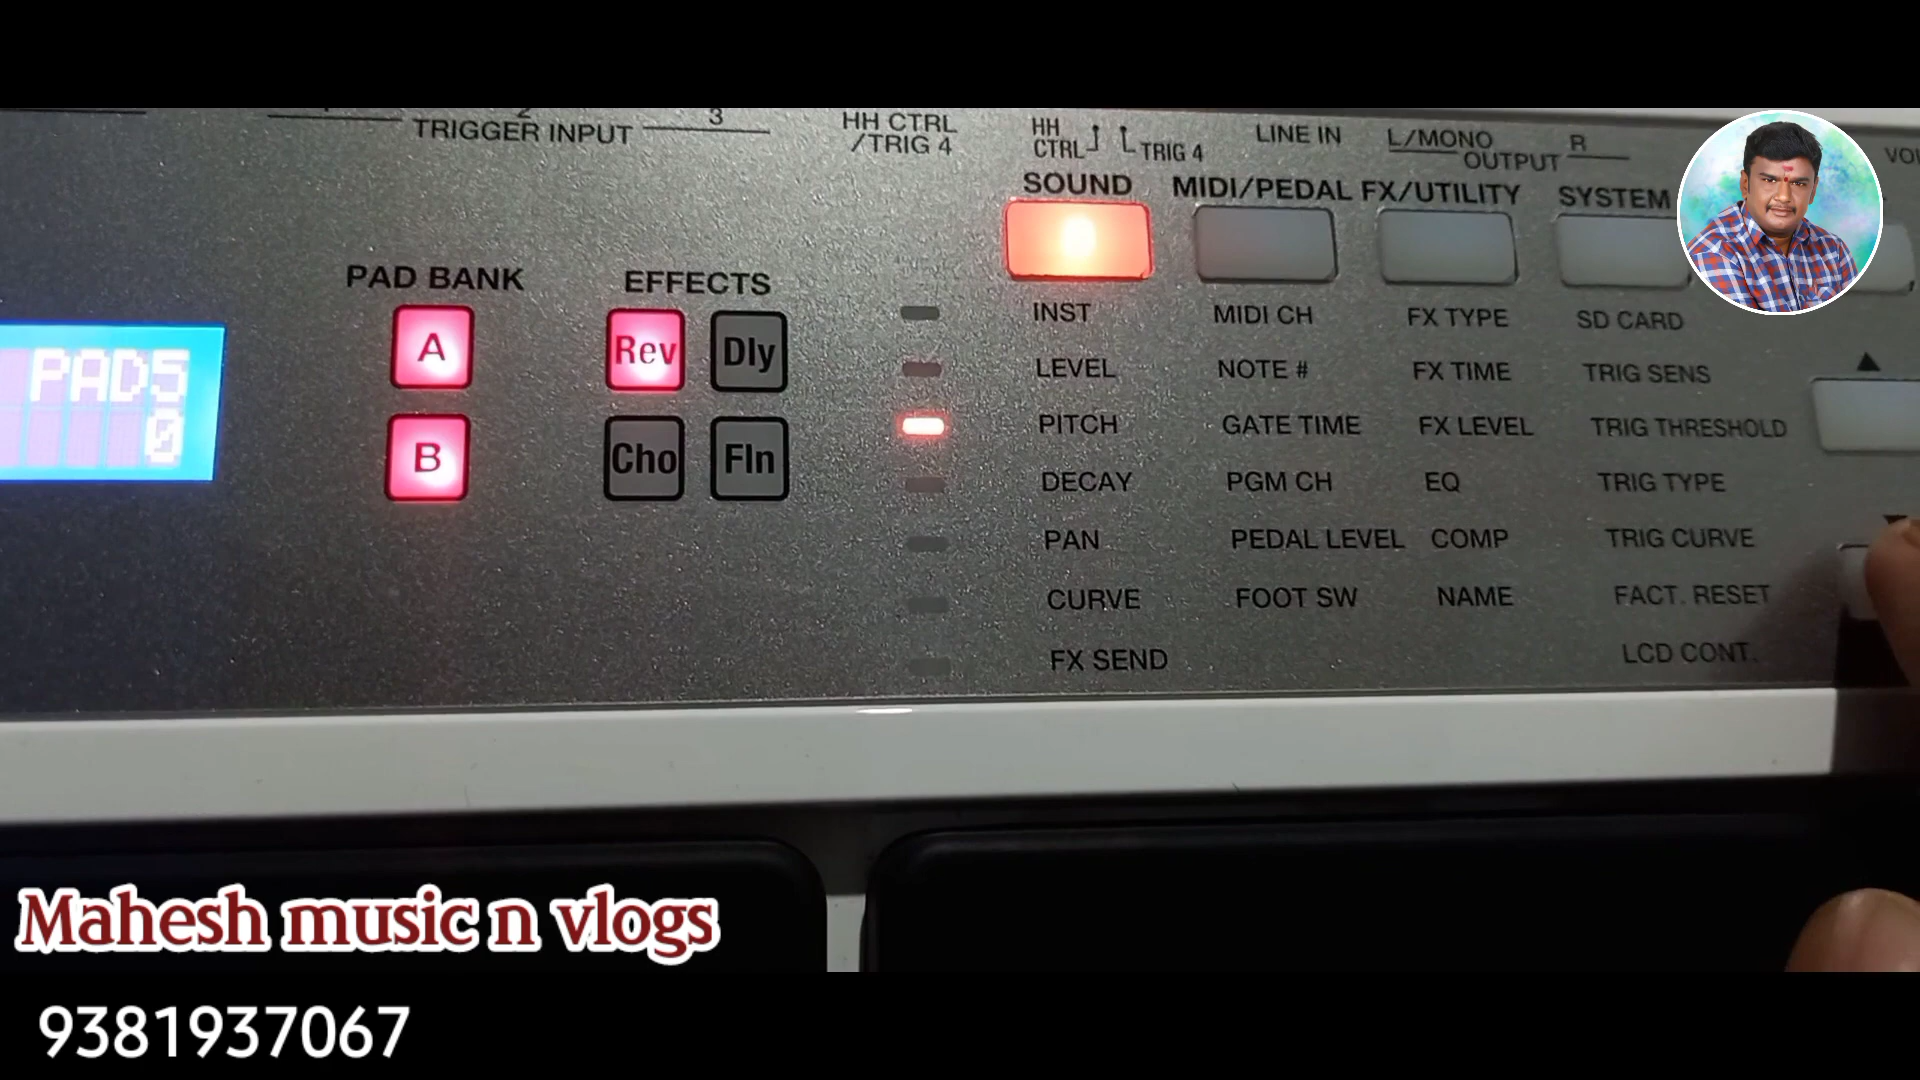 2 3
TRIGGER INPUT
HH CTRL
/TRIG 4
HH
CTRL
TRIG 4
LINE IN
L/MONO R
OUTPUT
SOUND MIDI/PEDAL FX/UTILITY SYSTEM
PAD BANK EFFECTS
A Rev Dly
B Cho Fln
PAD5
0
INST MIDI CH FX TYPE SD CARD
LEVEL NOTE # FX TIME TRIG SENS
PITCH GATE TIME FX LEVEL TRIG THRESHOLD
DECAY PGM CH EQ TRIG TYPE
PAN PEDAL LEVEL COMP TRIG CURVE
CURVE FOOT SW NAME FACT. RESET
FX SEND LCD CONT.
Mahesh music n vlogs
9381937067